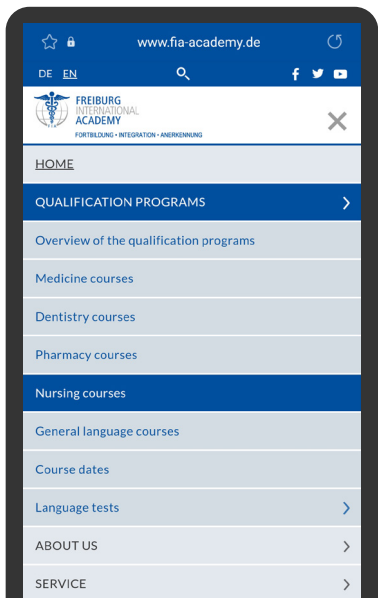 www.fia-academy.de
DE EN
FREIBURG
INTERNATIONAL
ACADEMY
FORTBILDUNG • INTEGRATION • ANERKENNUNG
HOME
QUALIFICATION PROGRAMS
Overview of the qualification programs
Medicine courses
Dentistry courses
Pharmacy courses
Nursing courses
General language courses
Course dates
Language tests
ABOUT US
SERVICE